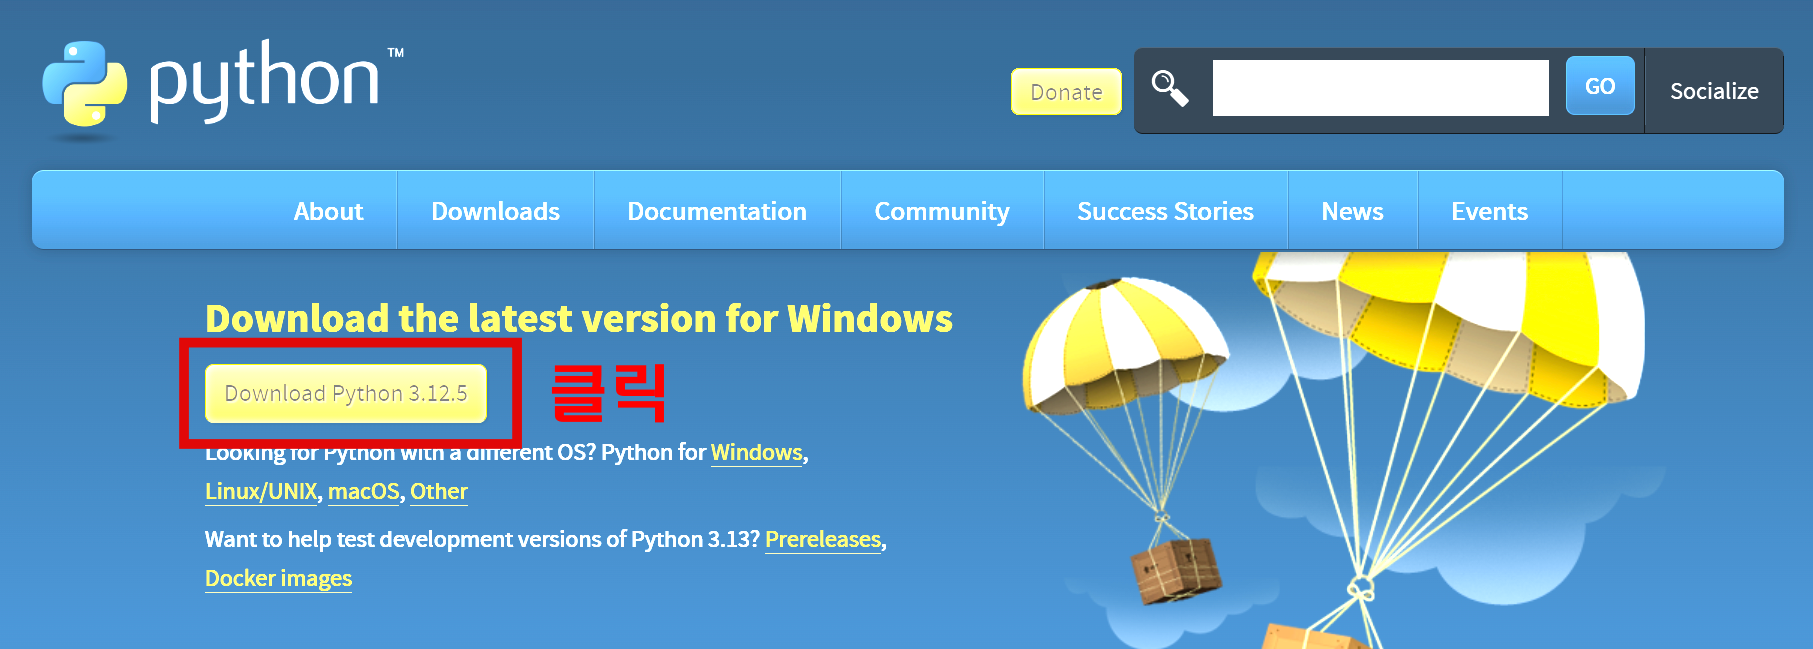 python™
Donate
GO
Socialize
About
Downloads
Documentation
Community
Success Stories
News
Events
Download the latest version for Windows
Download Python 3.12.5
클릭
Looking for Python with a different OS? Python for Windows,
Linux/UNIX, macOS, Other
Want to help test development versions of Python 3.13? Prereleases,
Docker images